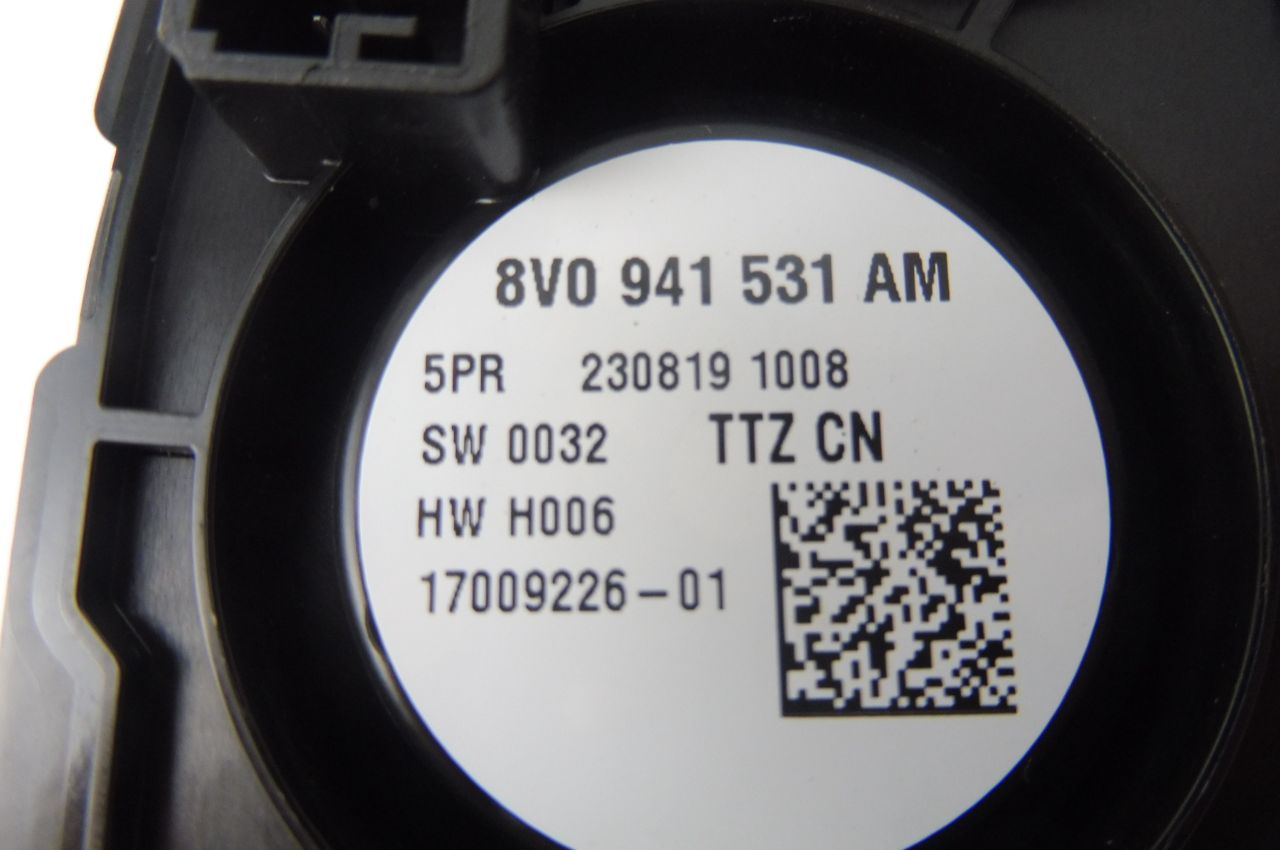 8V0 941 531 AM
5PR 230819 1008
SW 0032 TTZ CN
HW H006
17009226-01